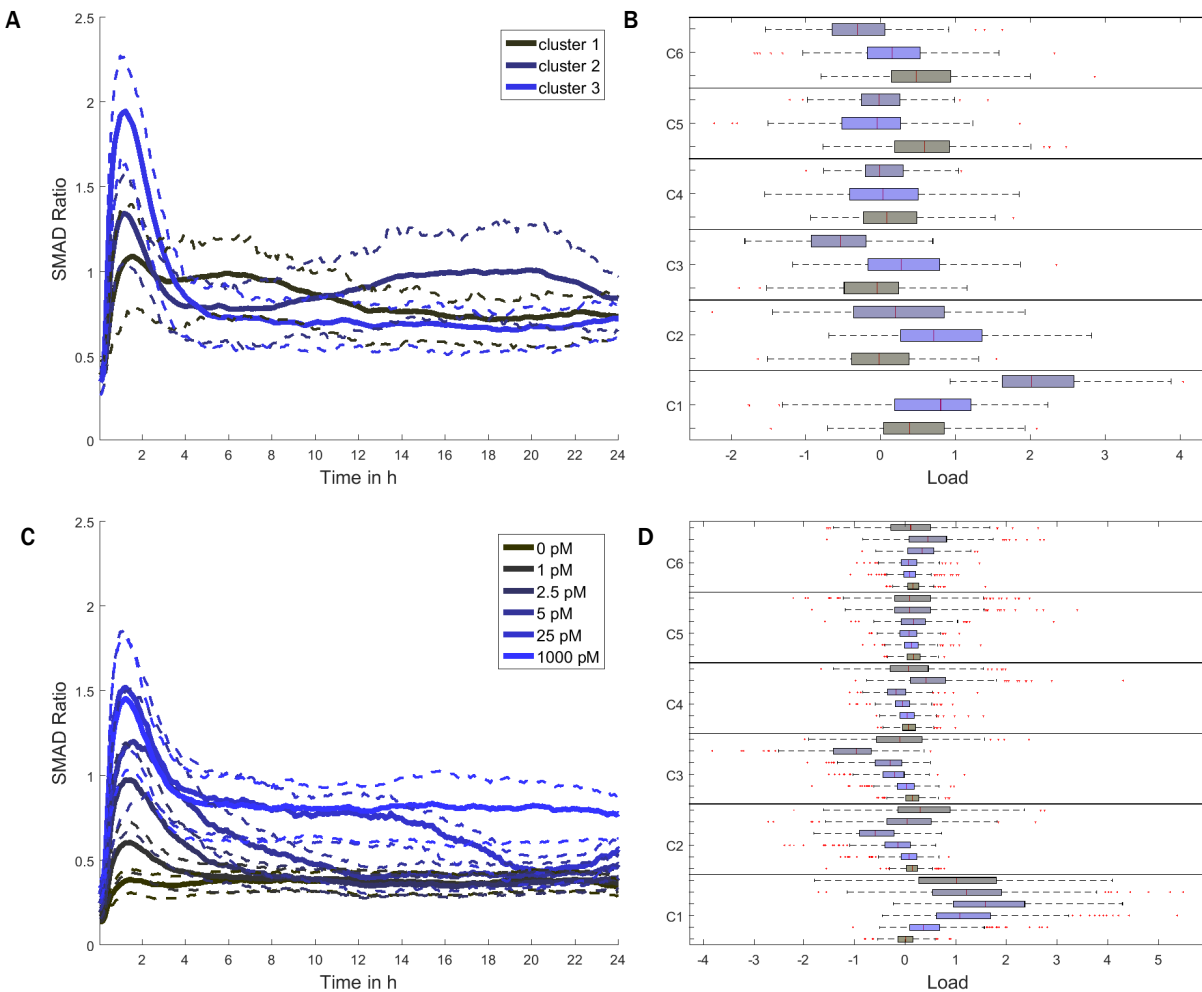 A
2.5
2
1.5
1
0.5
0
SMAD Ratio
2 4 6 8 10 12 14 16 18 20 22 24
Time in h
cluster 1
cluster 2
cluster 3
B
C6
C5
C4
C3
C2
C1
-2 -1 0 1 2 3 4
Load
C
2.5
2
1.5
1
0.5
0
SMAD Ratio
2 4 6 8 10 12 14 16 18 20 22 24
Time in h
0 pM
1 pM
2.5 pM
5 pM
25 pM
1000 pM
D
C6
C5
C4
C3
C2
C1
-4 -3 -2 -1 0 1 2 3 4 5
Load